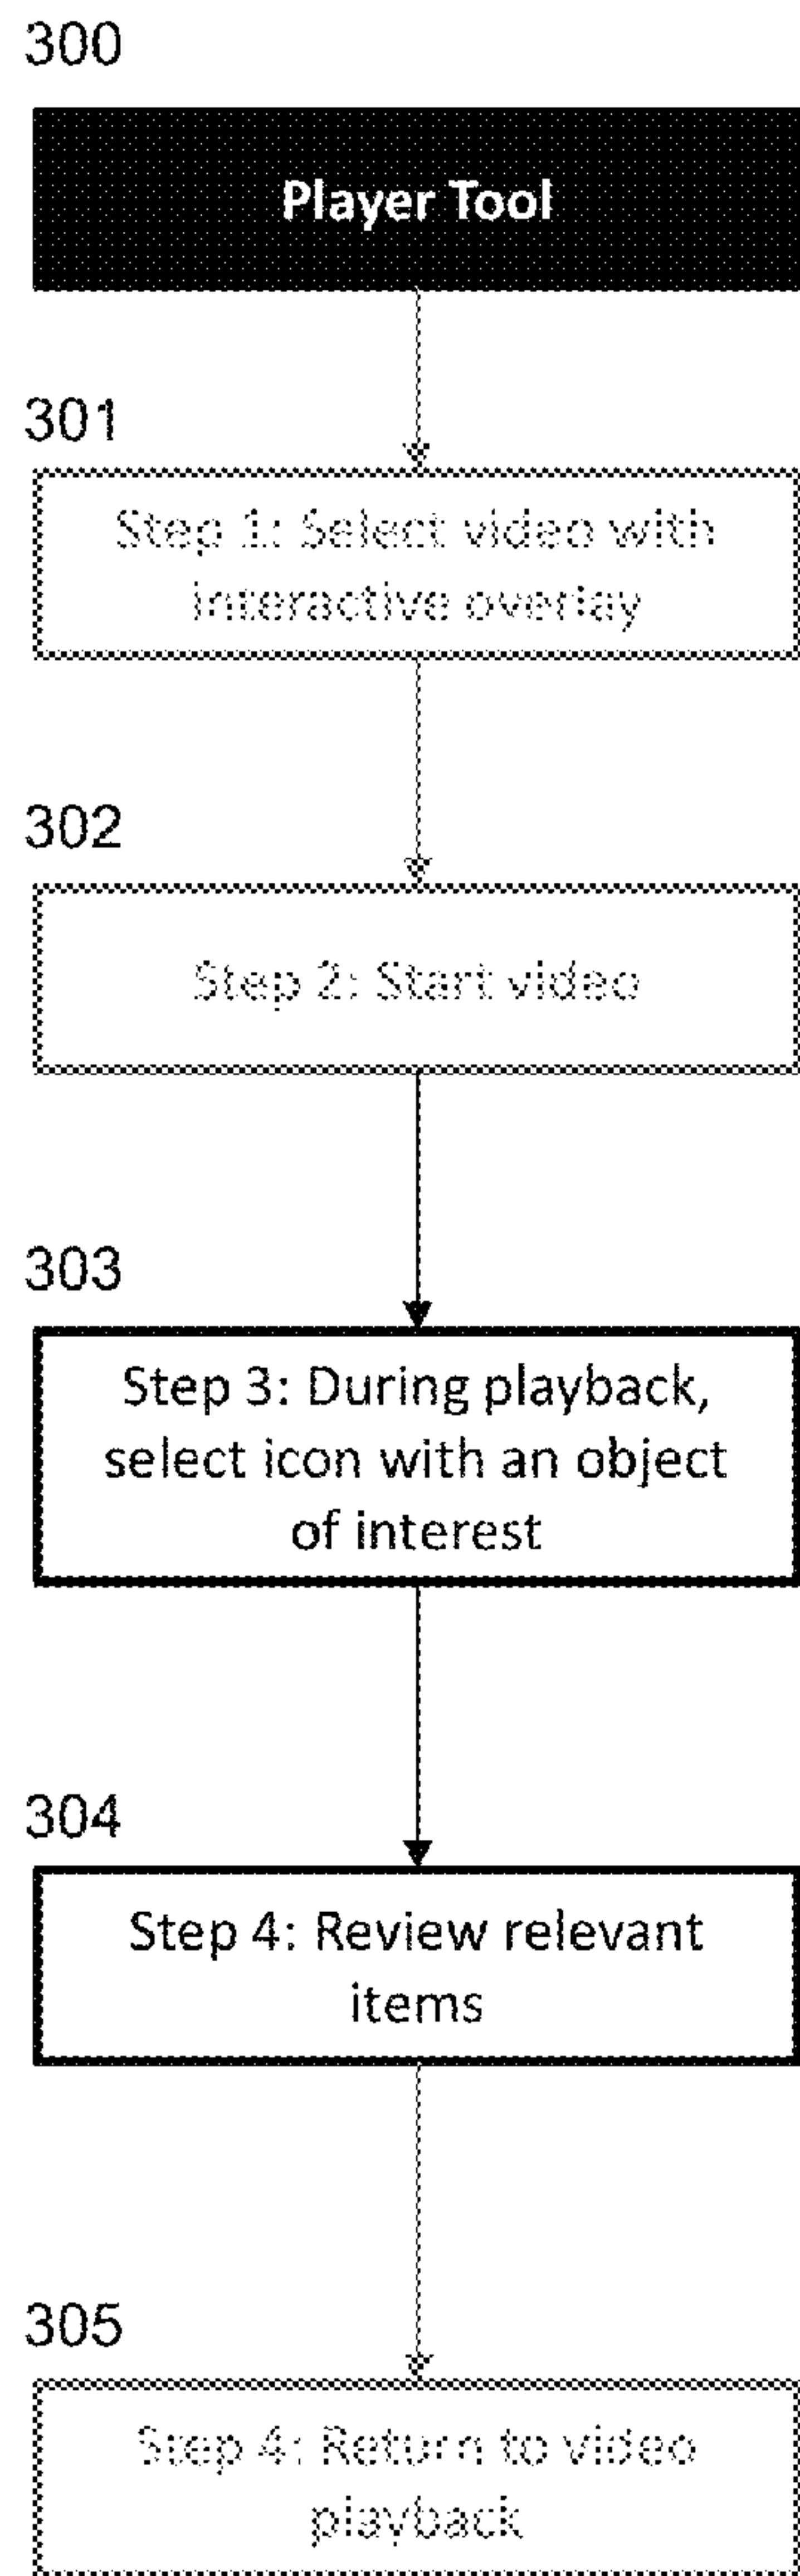 300
Player Tool
301
Step 1: Select video with
interactive overlay
302
Step 2: Start video
303
Step 3: During playback,
select icon with an object
of interest
304
Step 4: Review relevant
items
305
Step 4: Return to video
playback